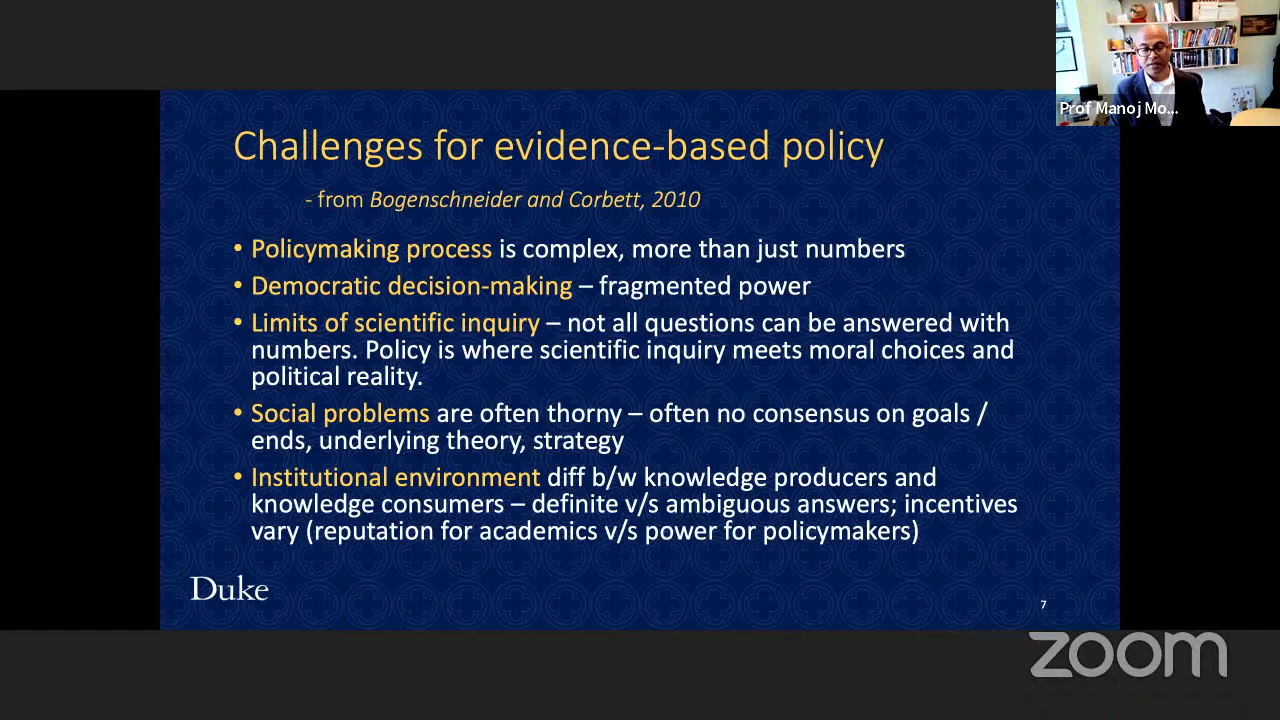 Prof Manoj Mo...
Challenges for evidence-based policy
- from Bogenschneider and Corbett, 2010
• Policymaking process is complex, more than just numbers
• Democratic decision-making – fragmented power
• Limits of scientific inquiry – not all questions can be answered with
numbers. Policy is where scientific inquiry meets moral choices and
political reality.
• Social problems are often thorny – often no consensus on goals /
ends, underlying theory, strategy
• Institutional environment diff b/w knowledge producers and
knowledge consumers – definite v/s ambiguous answers; incentives
vary (reputation for academics v/s power for policymakers)
Duke
7
zoom